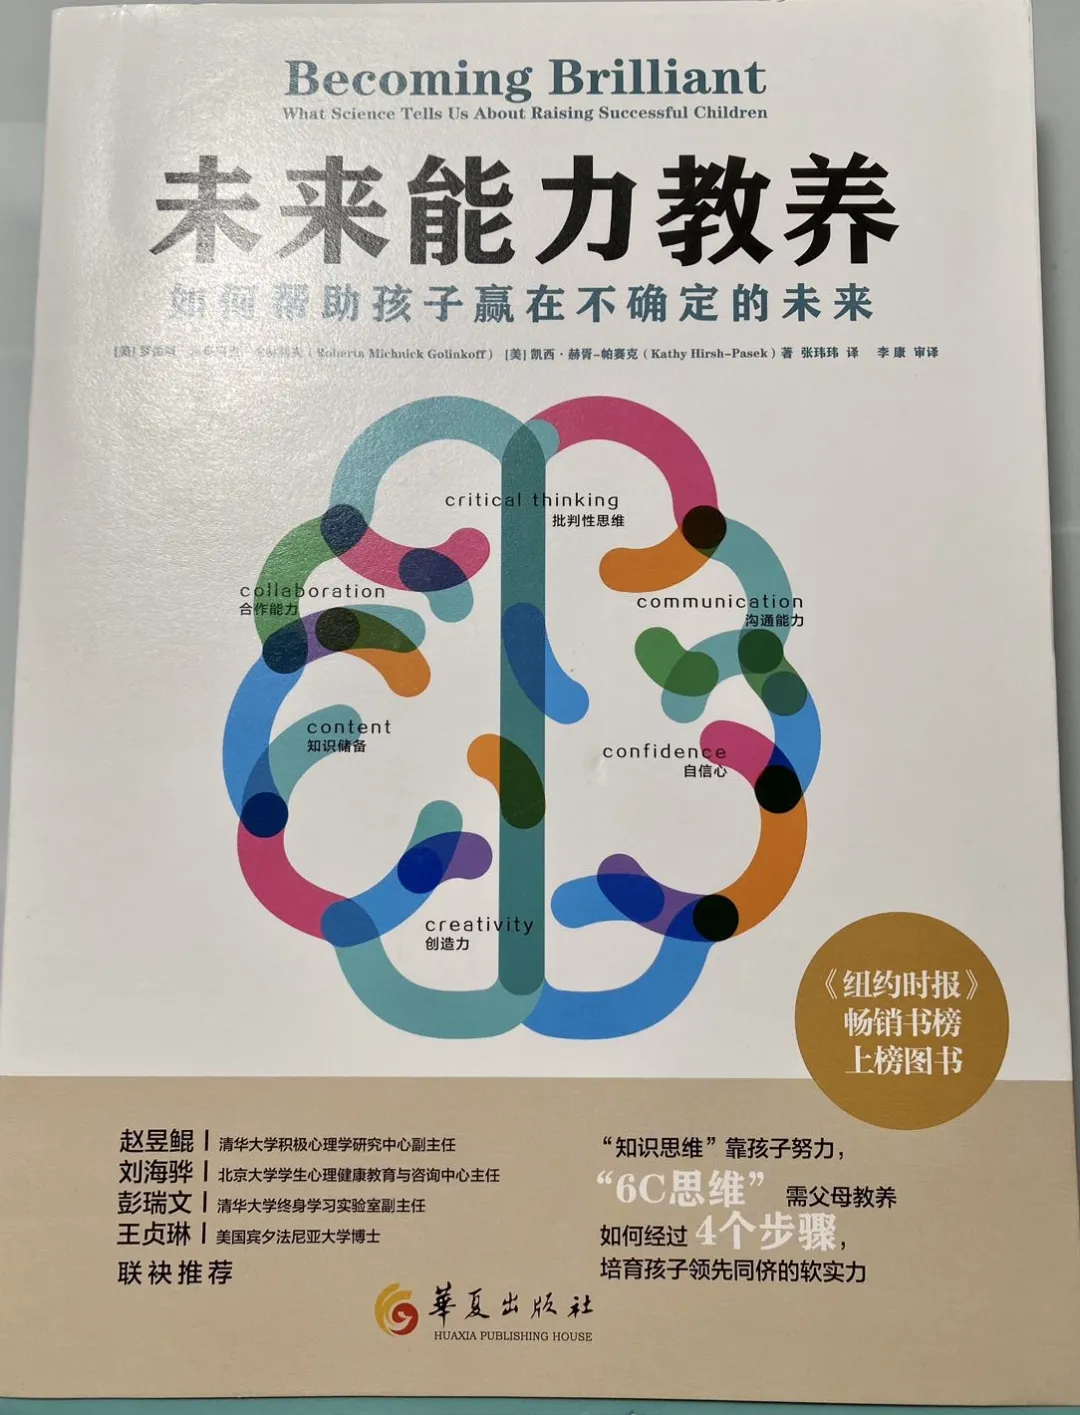 Becoming Brilliant
What Science Tells Us About Raising Successful Children
未来能力教养
如何帮助孩子赢在不确定的未来
[美] (Roberta Michnick Golinkoff) [美] 凯西·赫胥-帕赛克 (Kathy Hirsh-Pasek) 著 张玮玮 译 李康 审译
critical thinking
批判性思维
collaboration
合作能力
communication
沟通能力
content
知识储备
confidence
自信心
creativity
创造力
《纽约时报》
畅销书榜
上榜图书
赵昱鲲 | 清华大学积极心理学研究中心副主任
刘海骅 | 北京大学学生心理健康教育与咨询中心主任
彭瑞文 | 清华大学终身学习实验室副主任
王贞琳 | 美国宾夕法尼亚大学博士
联袂推荐
“知识思维”靠孩子努力，
“6C思维” 需父母教养
如何经过 4个步骤，
培育孩子领先同侪的软实力
華夏出版社
HUAXIA PUBLISHING HOUSE